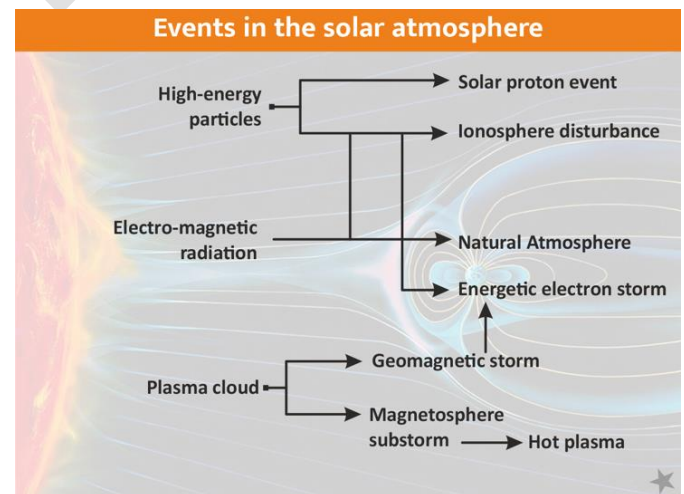 Events in the solar atmosphere
High-energy
particles
Solar proton event
Ionosphere disturbance
Electro-magnetic
radiation
Natural Atmosphere
Energetic electron storm
Geomagnetic storm
Plasma cloud
Magnetosphere
substorm
Hot plasma